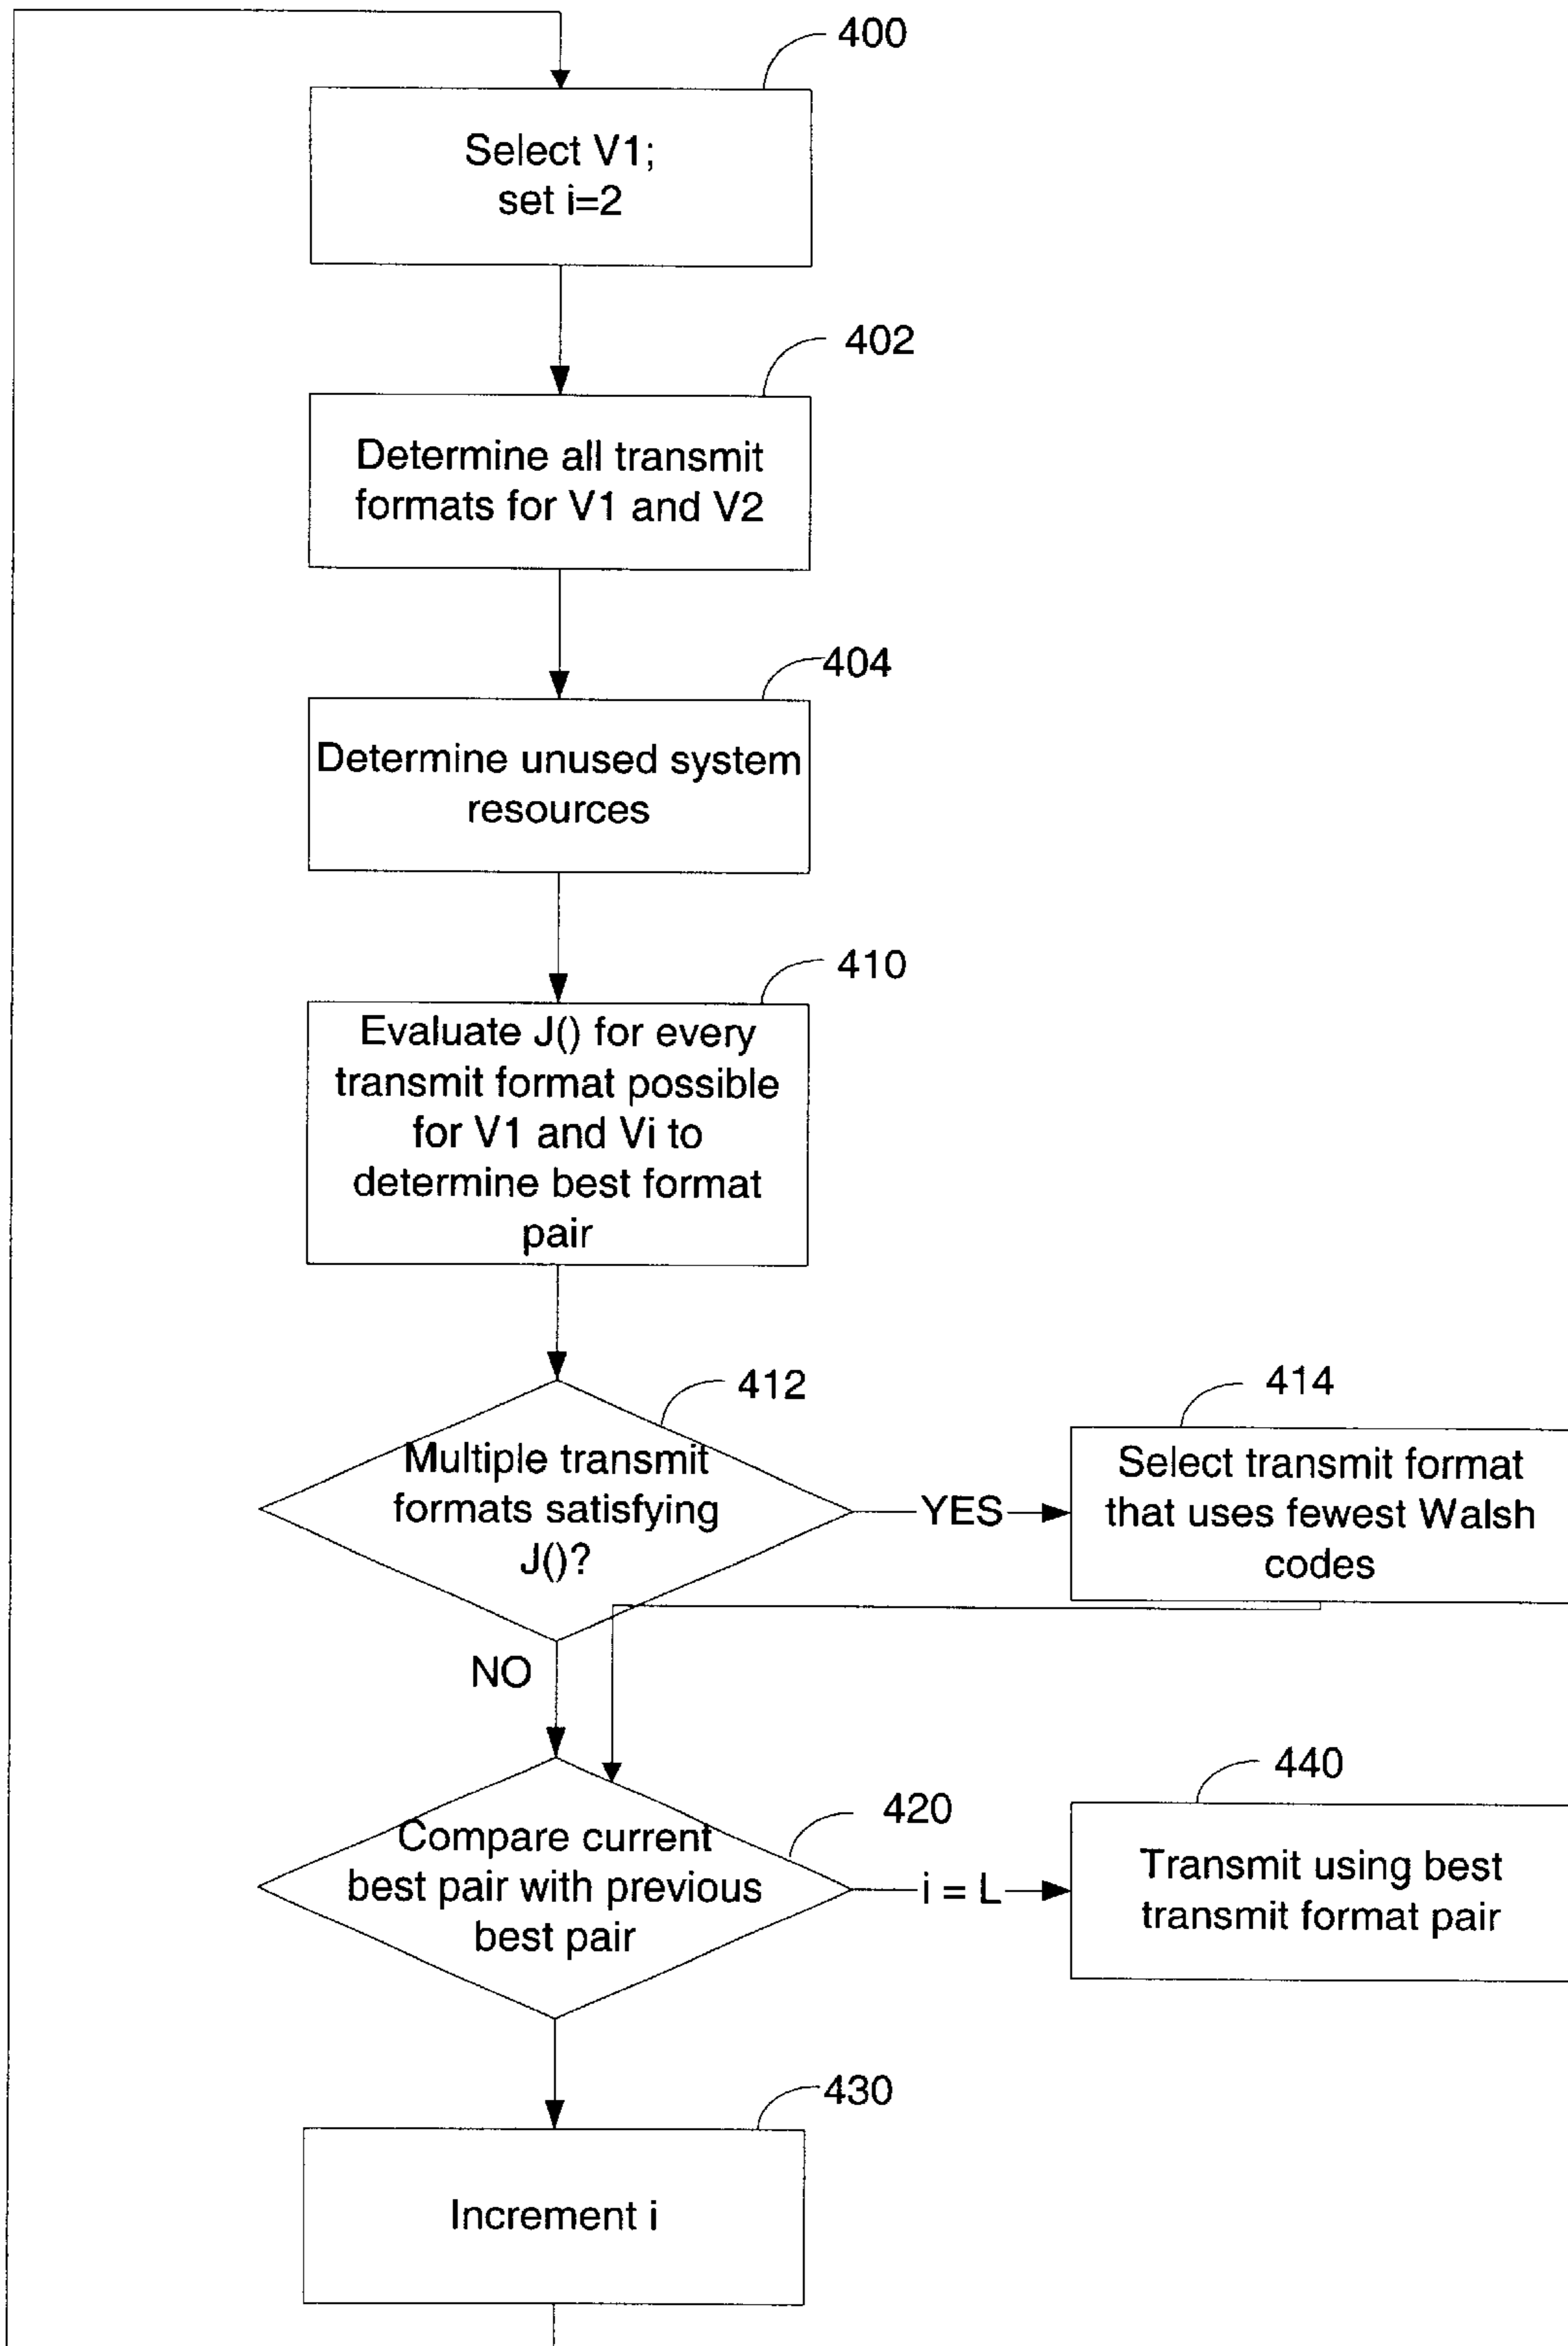 400
Select V1;
set i=2
402
Determine all transmit
formats for V1 and V2
404
Determine unused system
resources
410
Evaluate J() for every
transmit format possible
for V1 and Vi to
determine best format
pair
412
Multiple transmit
formats satisfying
J()?
YES
414
Select transmit format
that uses fewest Walsh
codes
NO
420
Compare current
best pair with previous
best pair
i = L
440
Transmit using best
transmit format pair
430
Increment i